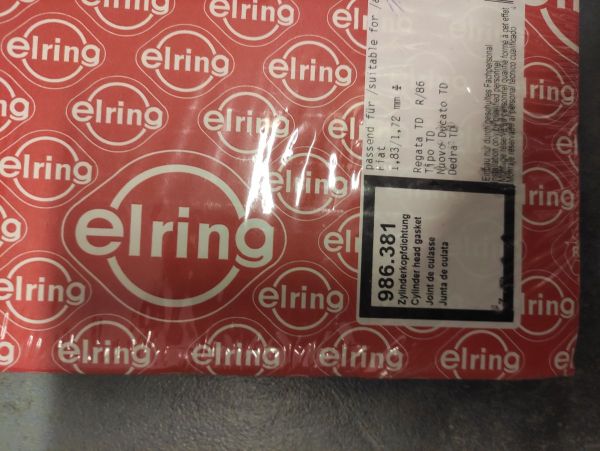 elring
passend für /suitable for /a
Fiat
1,83/1,72 mm
Regata TD R/86
Tipo TD
Nuovo Ducato TD
Dedra TD
986.381
Zylinderkopfdichtung
Cylinder head gasket
Joint de culasse
Junta de culata